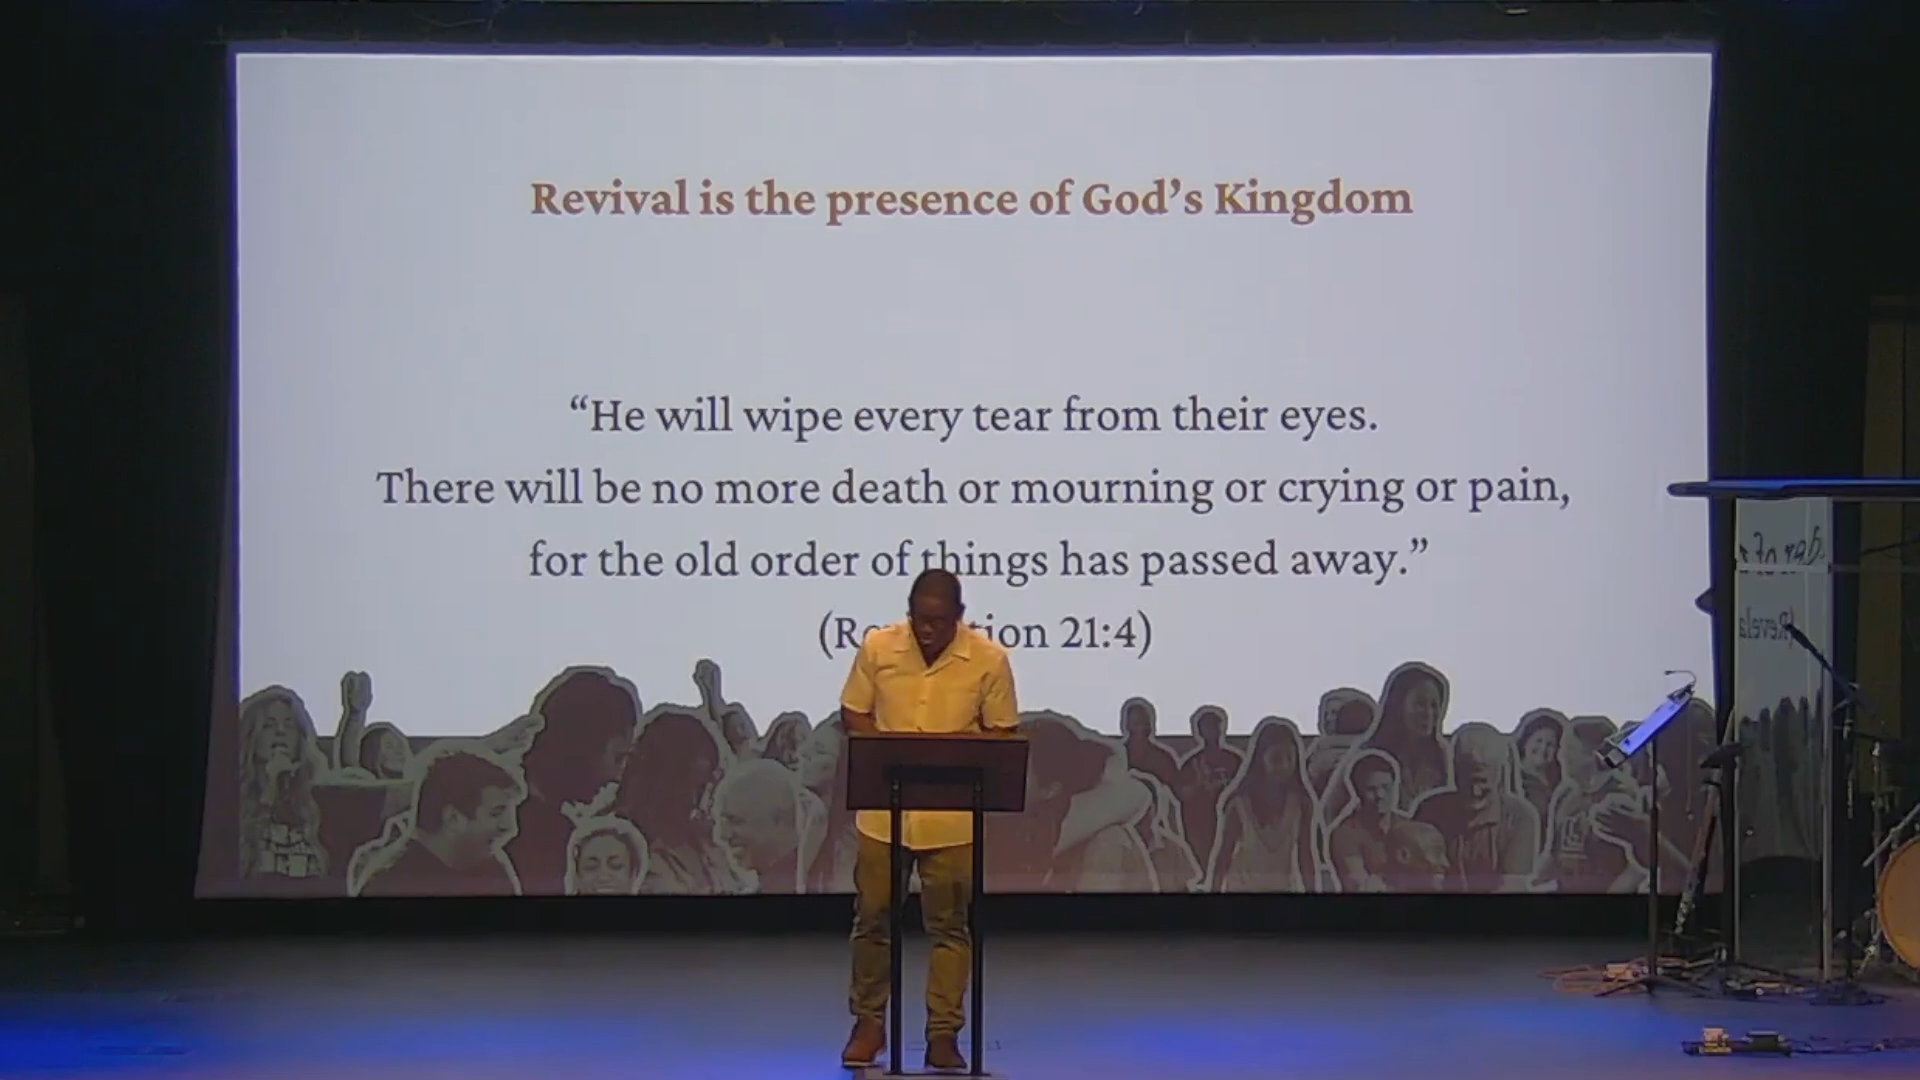 Revival is the presence of God’s Kingdom
“He will wipe every tear from their eyes.
There will be no more death or mourning or crying or pain,
for the old order of things has passed away.”
21:4)